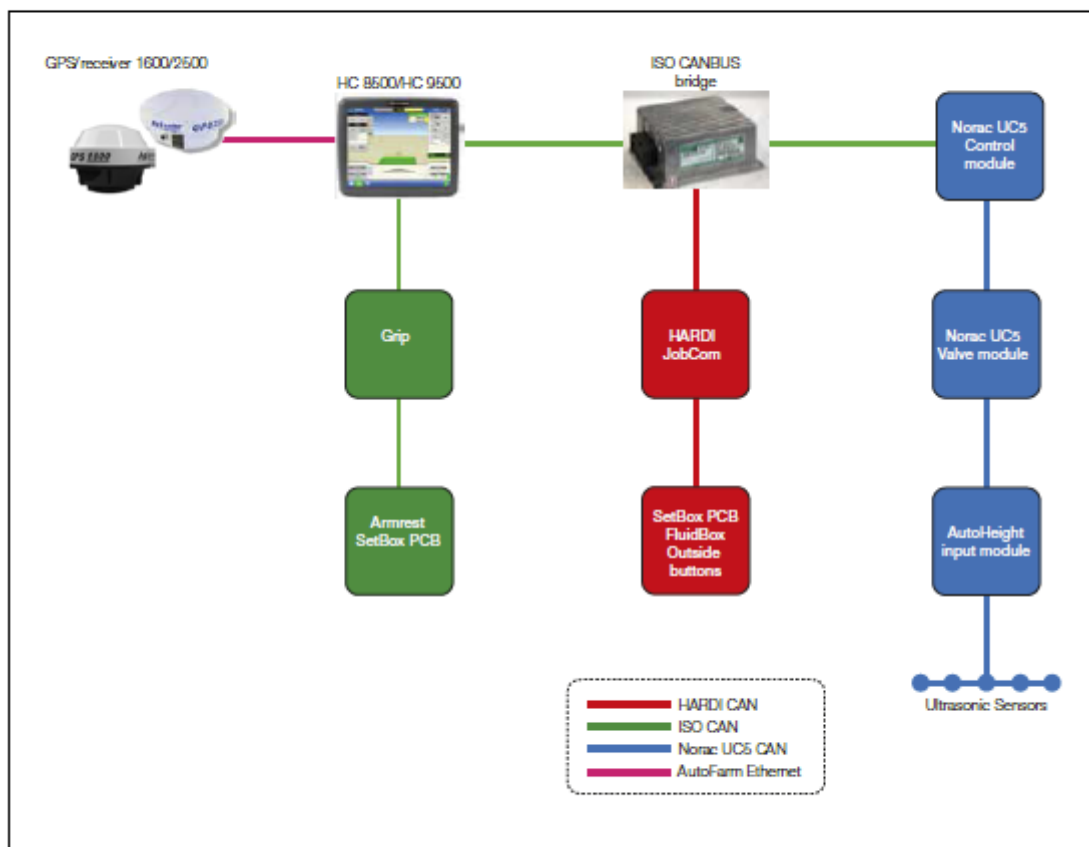 GPS/receiver 1600/2500
HC 8500/HC 9500
ISO CANBUS
bridge
Norac UC5
Control
module
Grip
HARDI
JobCom
Norac UC5
Valve module
Armrest
SetBox PCB
SetBox PCB
FluidBox
Outside
buttons
AutoHeight
input module
Ultrasonic Sensors
HARDI CAN
ISO CAN
Norac UC5 CAN
AutoFarm Ethernet